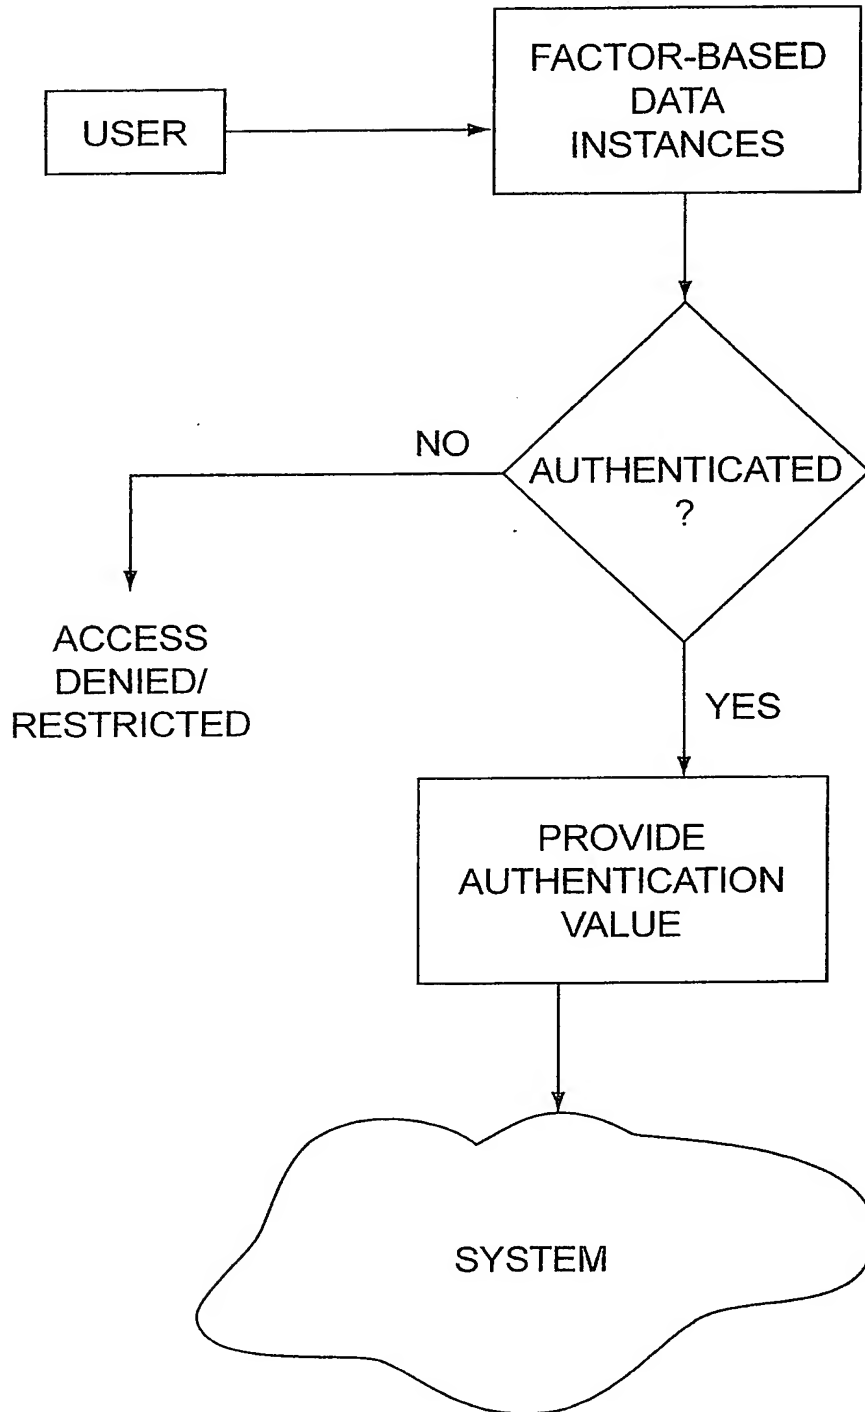 FACTOR-BASED
DATA
INSTANCES
USER
NO
AUTHENTICATED
?
ACCESS
DENIED/
RESTRICTED
YES
PROVIDE
AUTHENTICATION
VALUE
SYSTEM